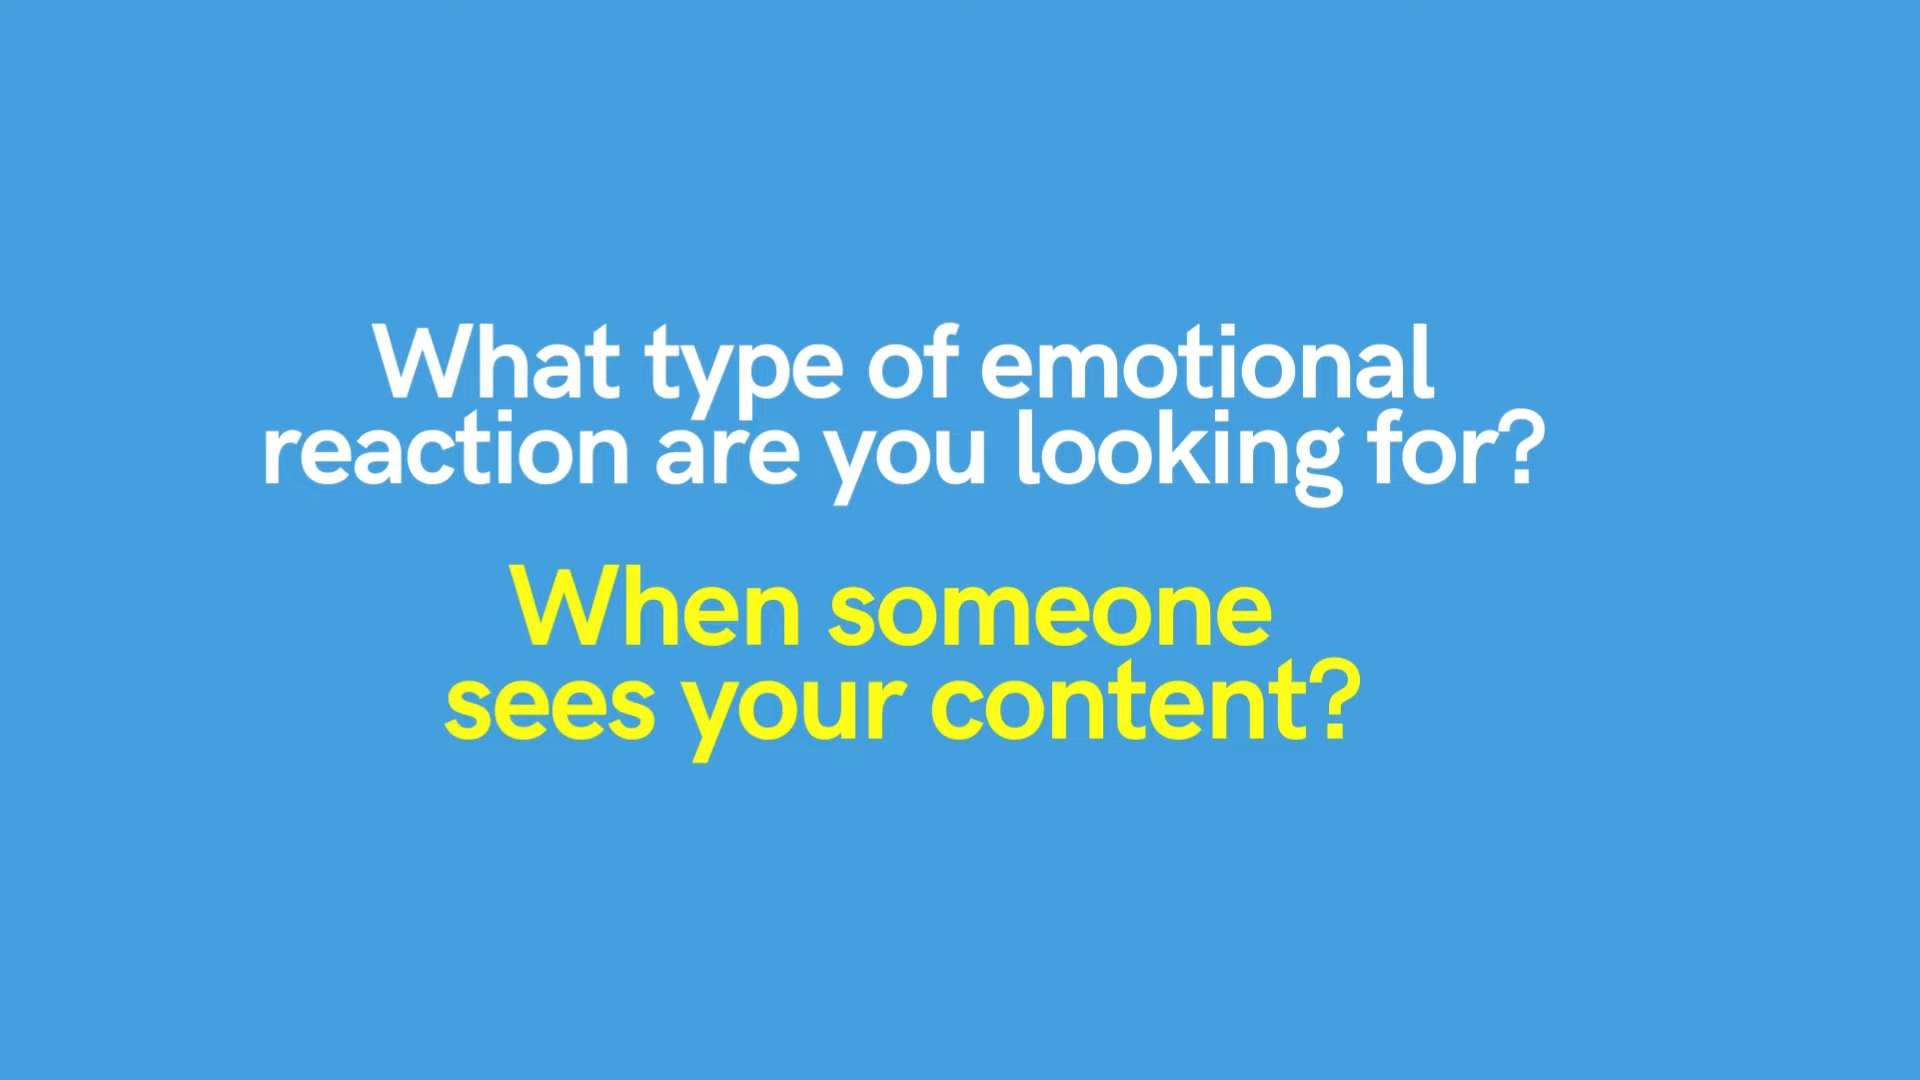 What type of emotional
reaction are you looking for?
When someone
sees your content?